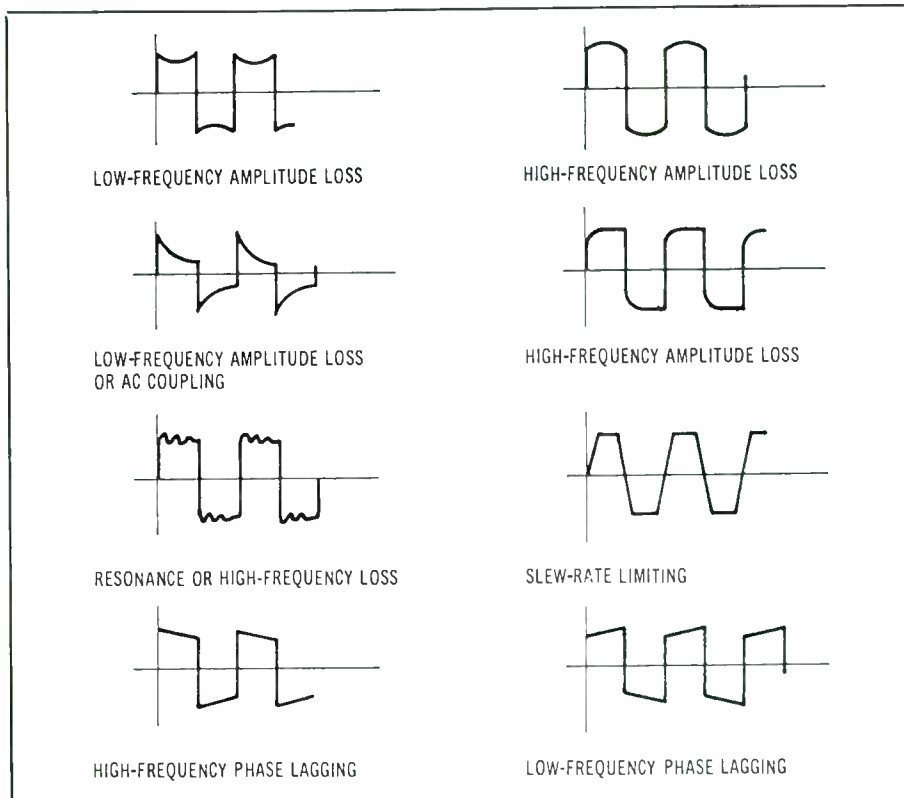 LOW-FREQUENCY AMPLITUDE LOSS
HIGH-FREQUENCY AMPLITUDE LOSS
LOW-FREQUENCY AMPLITUDE LOSS
OR AC COUPLING
HIGH-FREQUENCY AMPLITUDE LOSS
RESONANCE OR HIGH-FREQUENCY LOSS
SLEW-RATE LIMITING
HIGH-FREQUENCY PHASE LAGGING
LOW-FREQUENCY PHASE LAGGING